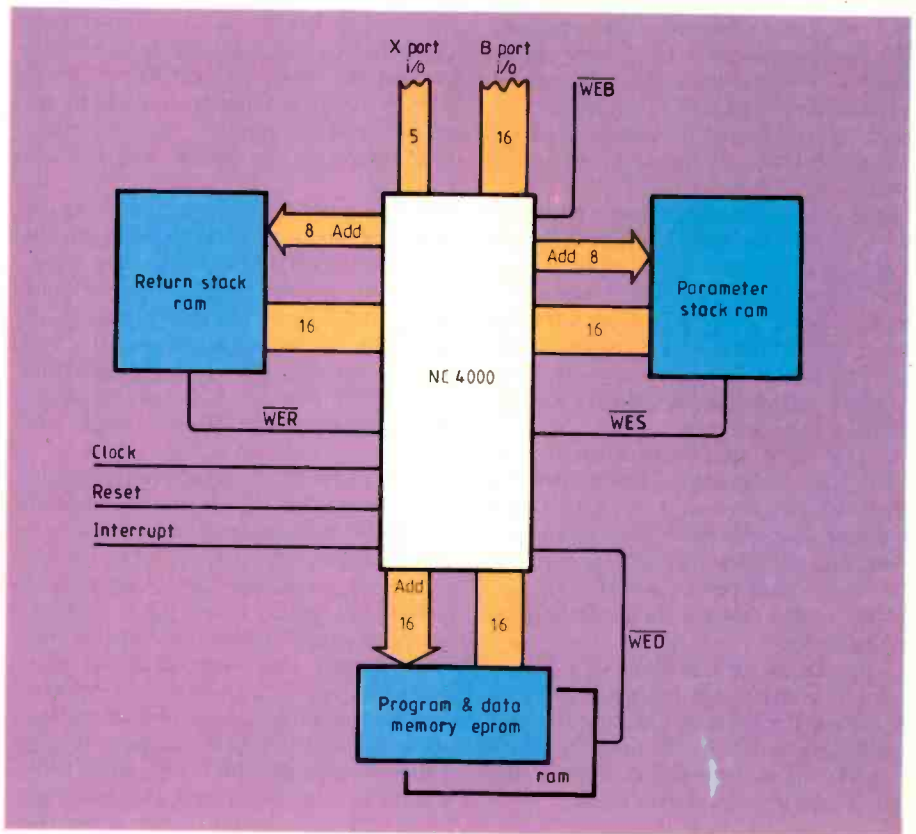 X port
i/o
B port
i/o
WEB
5
16
8 Add
Add 8
Return stack
ram
Parameter
stack ram
16
16
NC 4000
WER
WES
Clock
Reset
Interrupt
Add
16
16
WED
Program & data
memory eprom
ram